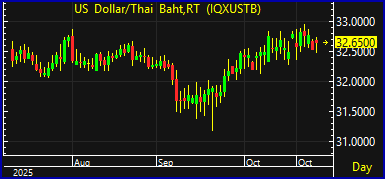 US Dollar/Thai Baht,RT (IQXUSTB)
33.0000
32.6500
32.5000
32.0000
31.5000
31.0000
Aug Sep Oct Oct
2025 Day